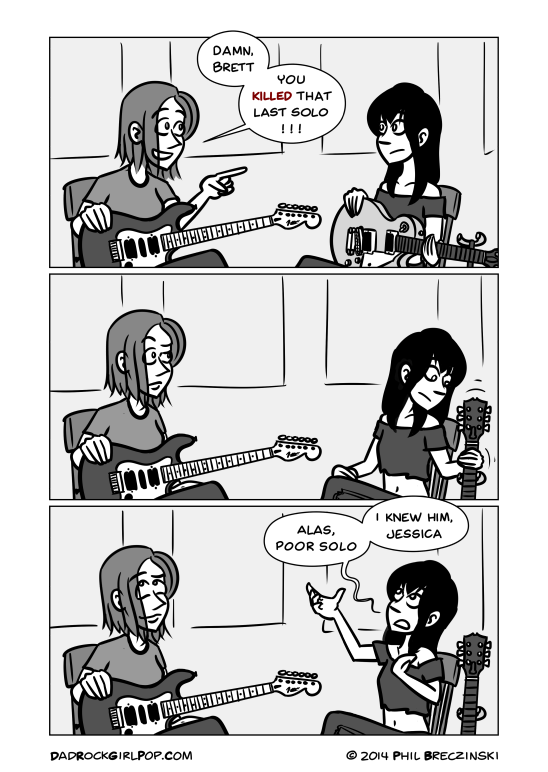 DAMN,
BRETT
YOU
KILLED THAT
LAST SOLO
!!!
ALAS,
POOR SOLO
I KNEW HIM,
JESSICA
DADROCKGIRLPOP.COM
© 2014 PHIL BRECZINSKI